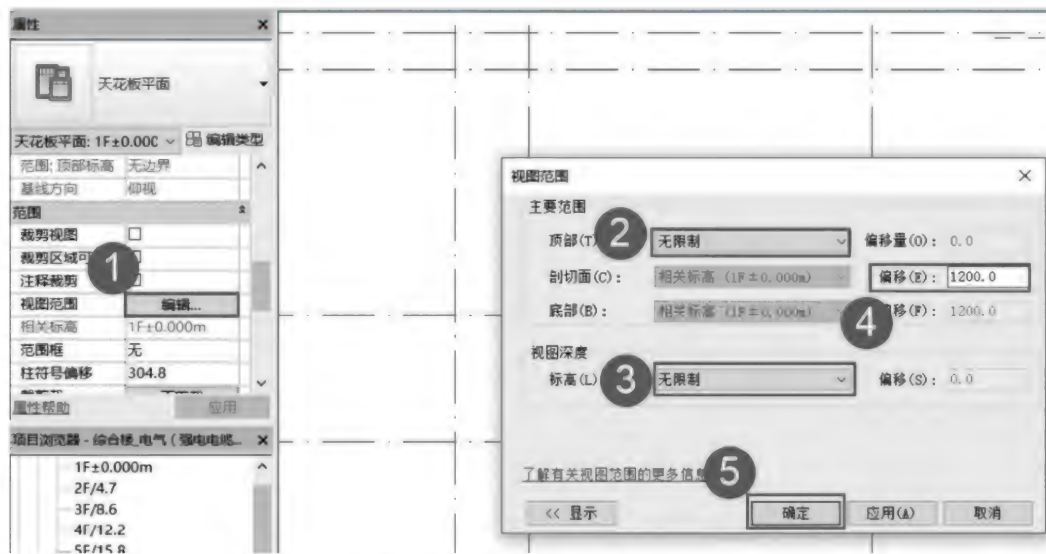 属性
天花板平面
天花板平面: 1F±0.000 编辑类型
范围: 顶部标高 无边界
基线方向 仰视
范围
裁剪视图
裁剪区域可
注释裁剪
视图范围 编辑...
相关标高 1F±0.000m
范围框 无
柱符号偏移 304.8
属性帮助 应用
项目浏览器 - 综合楼_电气（强电电缆...
1F±0.000m
2F/4.7
3F/8.6
4F/12.2
5F/15.8
1
视图范围
主要范围
顶部(T) 2 无限制 偏移量(O): 0.0
剖切面(C): 相关标高 (1F±0.000m) 偏移(E): 1200.0
底部(B): 相关标高 (1F±0.000m) 4 移(F): 1200.0
视图深度
标高(L) 3 无限制 偏移(S): 0.0
了解有关视图范围的更多信息 5
<< 显示 确定 应用(A) 取消